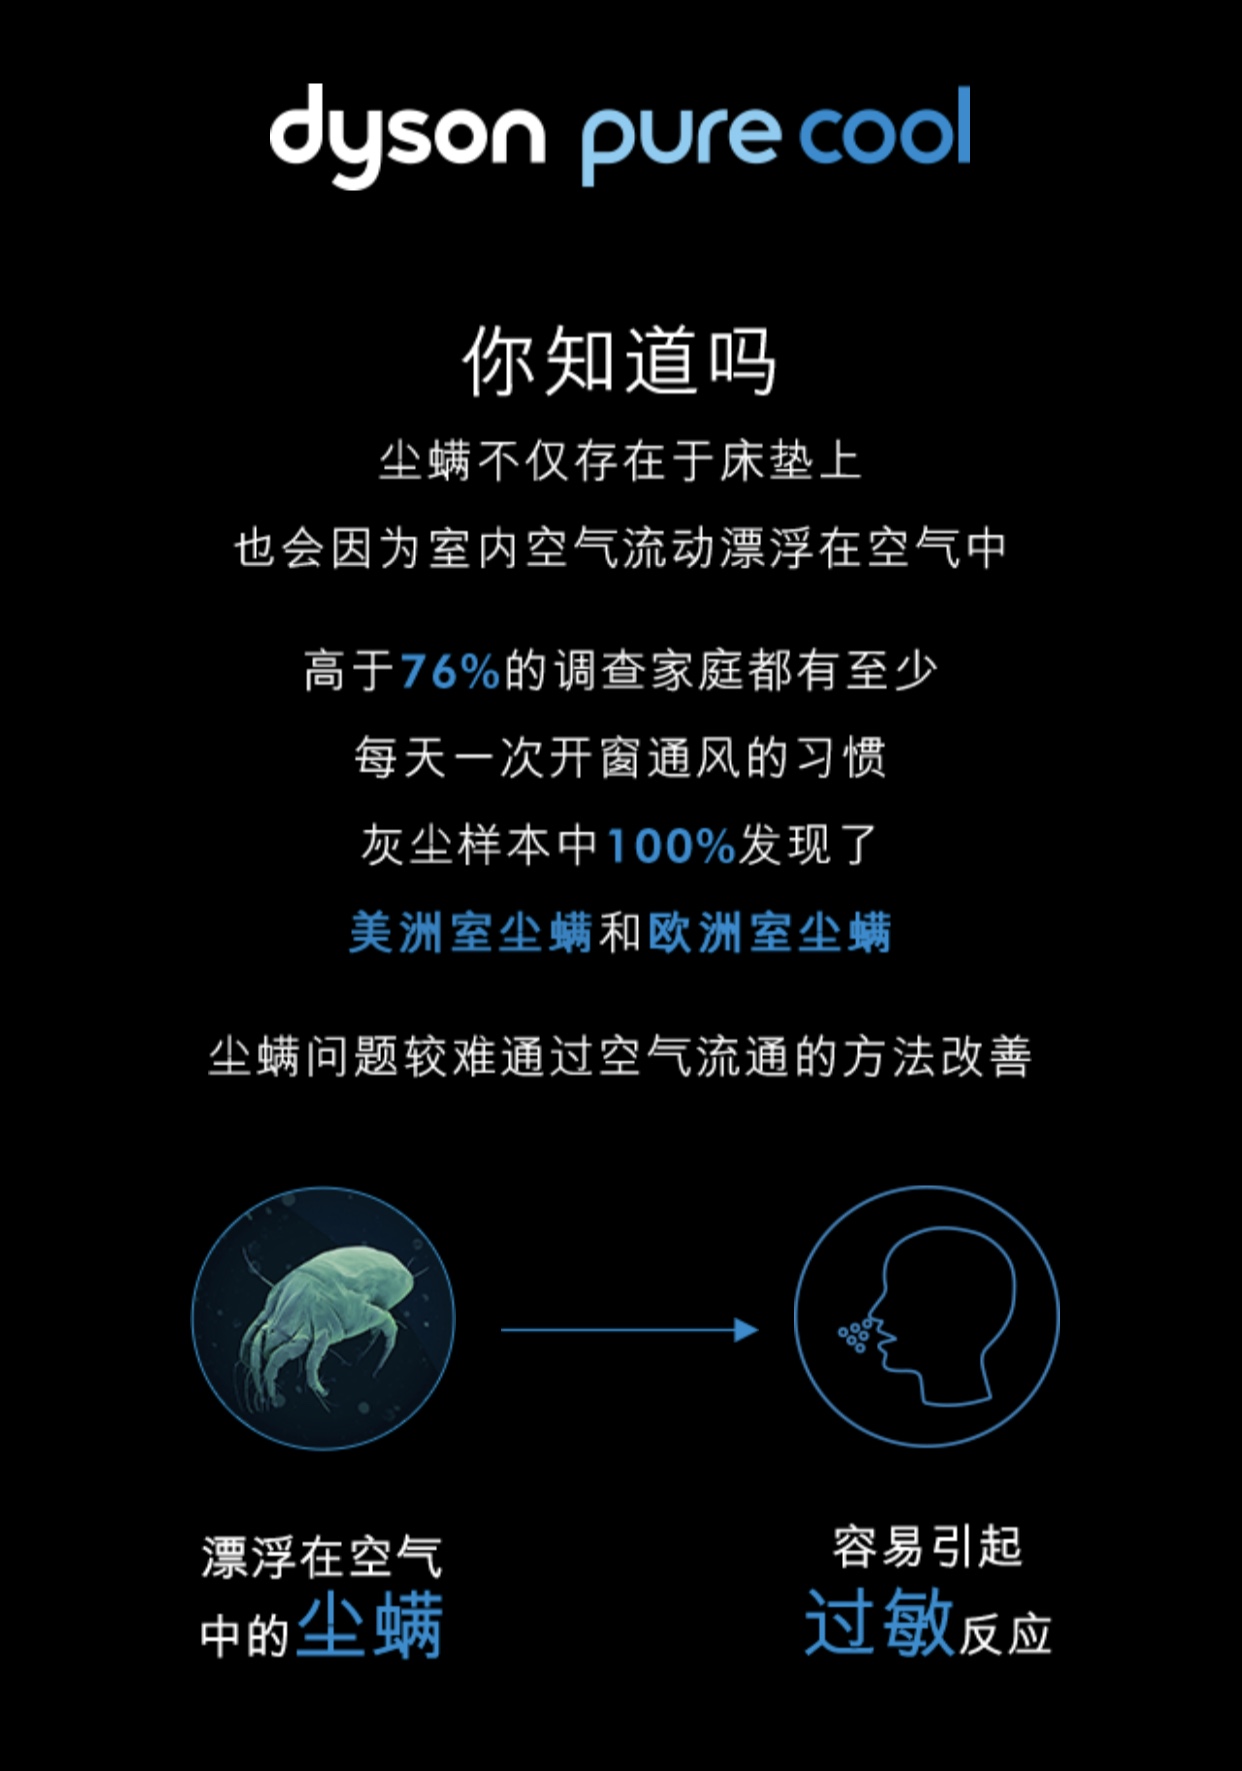 dyson pure cool
你知道吗
尘螨不仅存在于床垫上
也会因为室内空气流动漂浮在空气中
高于76%的调查家庭都有至少
每天一次开窗通风的习惯
灰尘样本中100%发现了
美洲室尘螨和欧洲室尘螨
尘螨问题较难通过空气流通的方法改善
漂浮在空气
中的尘螨
容易引起
过敏反应